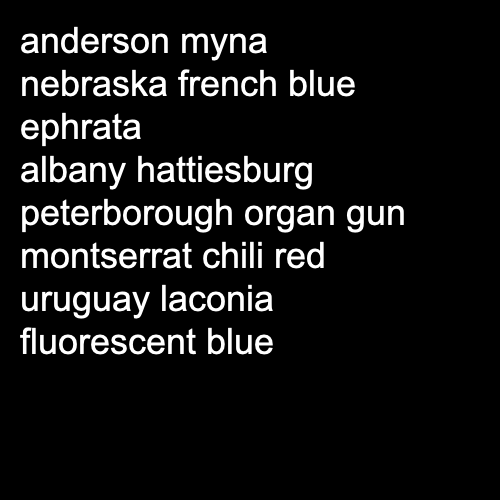 anderson myna
nebraska french blue
ephrata
albany hattiesburg
peterborough organ gun
montserrat chili red
uruguay laconia
fluorescent blue